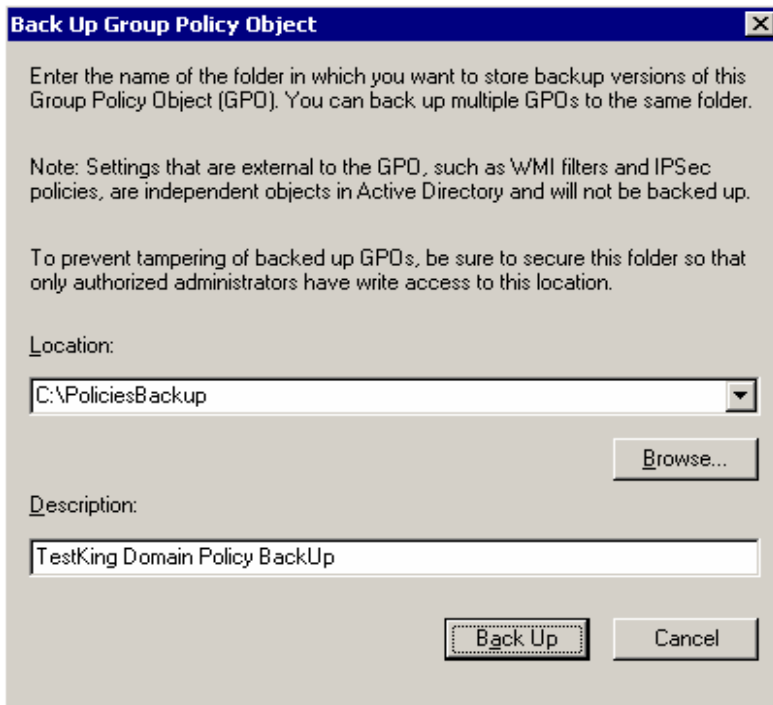 Back Up Group Policy Object
Enter the name of the folder in which you want to store backup versions of this
Group Policy Object (GPO). You can back up multiple GPOs to the same folder.
Note: Settings that are external to the GPO, such as WMI filters and IPSec
policies, are independent objects in Active Directory and will not be backed up.
To prevent tampering of backed up GPOs, be sure to secure this folder so that
only authorized administrators have write access to this location.
Location:
C:\PoliciesBackup
Browse...
Description:
TestKing Domain Policy BackUp
Back Up
Cancel